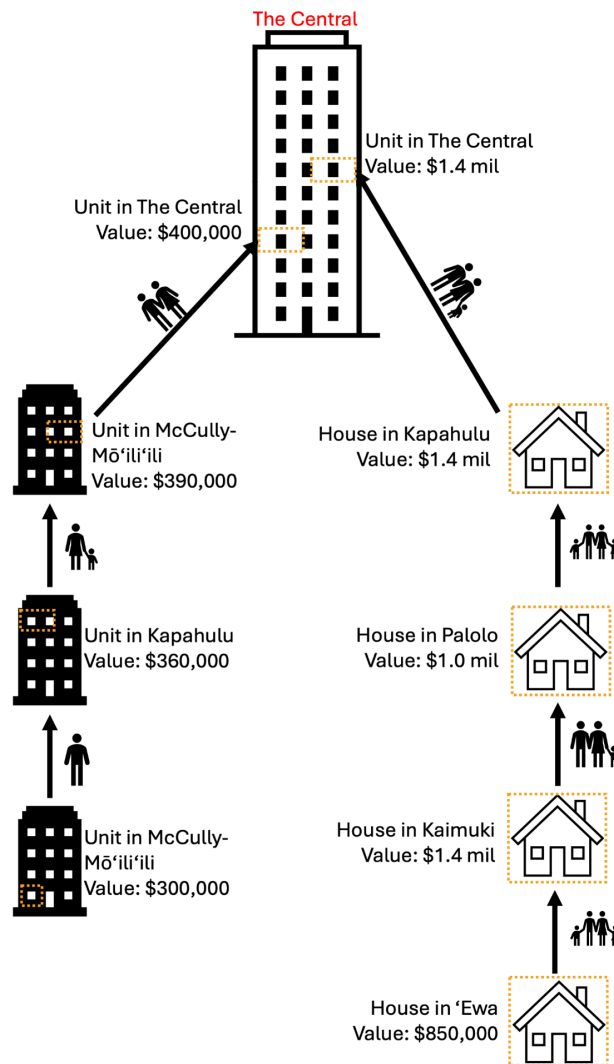 The Central
Unit in The Central
Value: $1.4 mil
Unit in The Central
Value: $400,000
Unit in McCully-
Mōʻiliʻili
Value: $390,000
House in Kapahulu
Value: $1.4 mil
Unit in Kapahulu
Value: $360,000
House in Palolo
Value: $1.0 mil
Unit in McCully-
Mōʻiliʻili
Value: $300,000
House in Kaimuki
Value: $1.4 mil
House in ʻEwa
Value: $850,000